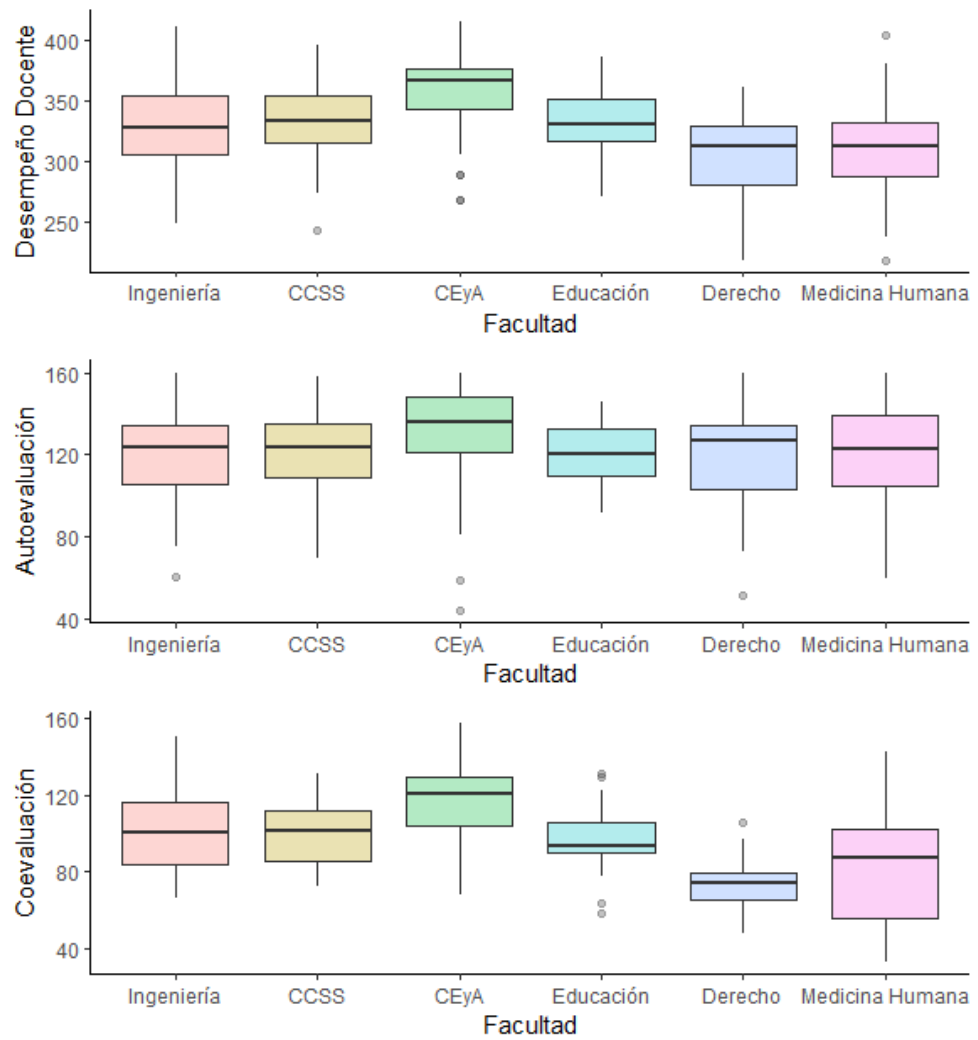 Desempeño Docente
400
350
300
250
Ingeniería CCSS CEyA Educación Derecho Medicina Humana
Facultad
Autoevaluación
160
120
80
40
Ingeniería CCSS CEyA Educación Derecho Medicina Humana
Facultad
Coevaluación
160
120
80
40
Ingeniería CCSS CEyA Educación Derecho Medicina Humana
Facultad